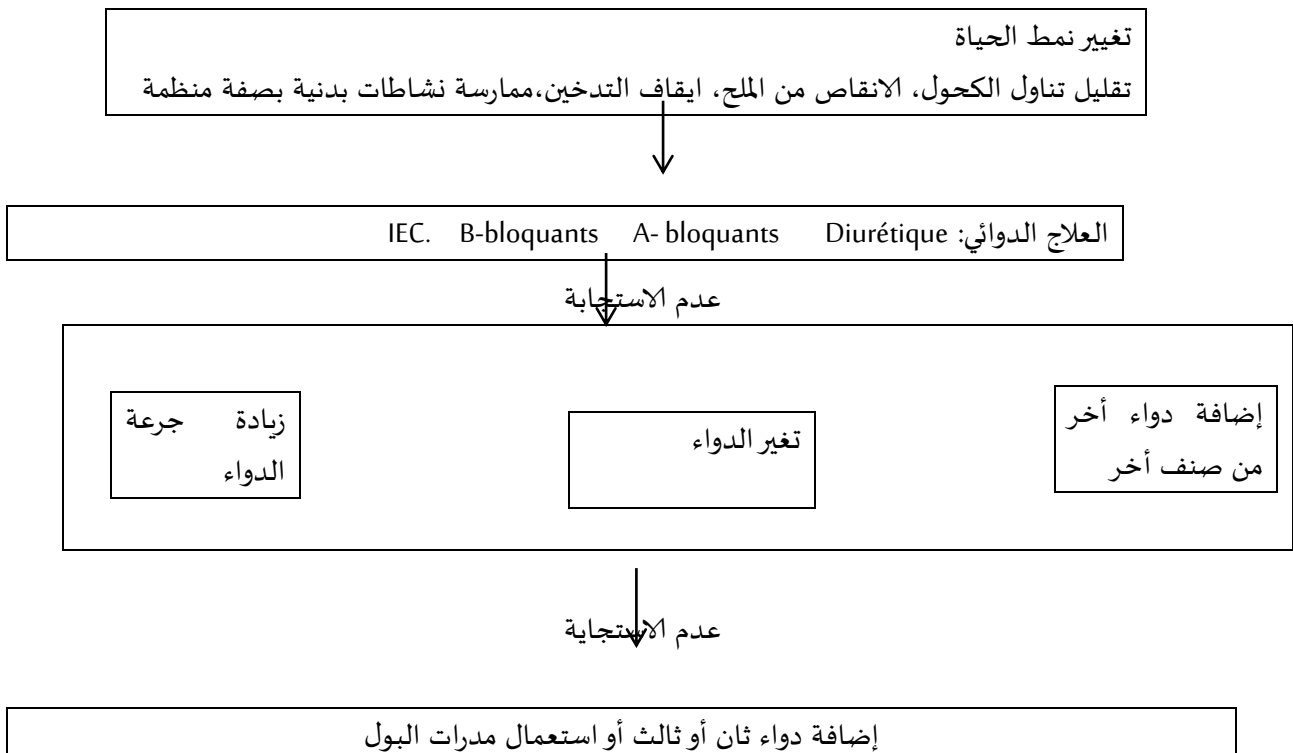 تغيير نمط الحياة
تقليل تناول الكحول، الانقاص من الملح، ايقاف التدخين،ممارسة نشاطات بدنية بصفة منظمة
العلاج الدوائي: IEC.    B-bloquants    A- bloquants    Diurétique
عدم الاستجابة
إضافة دواء أخر
من صنف أخر
تغير الدواء
زيادة جرعة
الدواء
عدم الاستجاية
إضافة دواء ثان أو ثالث أو استعمال مدرات البول